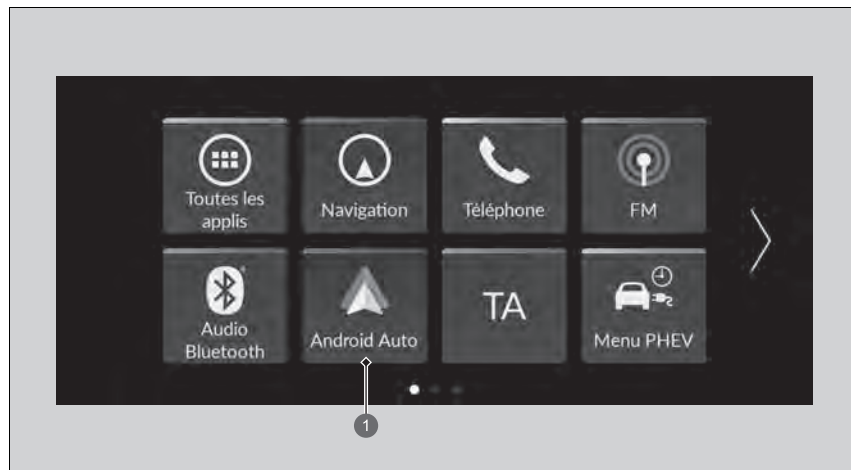 Toutes les
applis
Navigation
Téléphone
FM
Audio
Bluetooth
Android Auto
TA
Menu PHEV
1